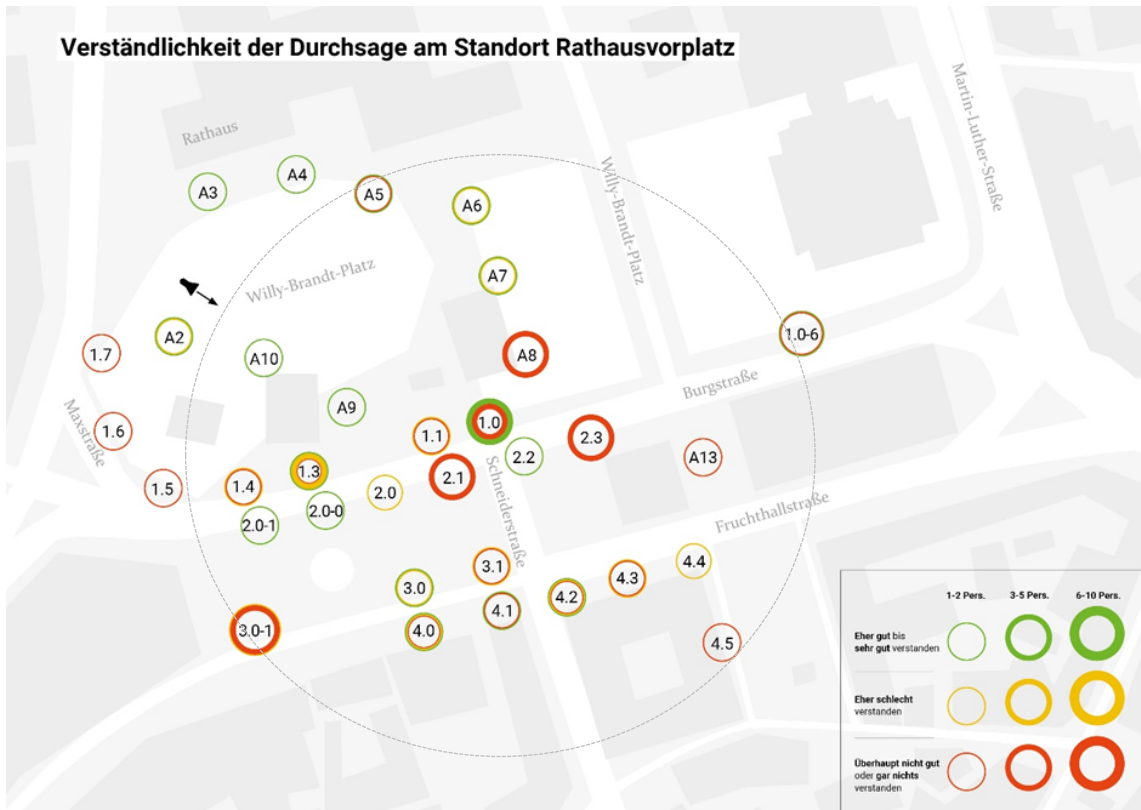 Verständlichkeit der Durchsage am Standort Rathausvorplatz
Martin-Luther-Straße
Rathaus
Willy-Brandt-Platz
A3
A4
A5
A6
Willy-Brandt-Platz
A7
A2
1.7
A10
A8
1.0-6
Burgstraße
Maxstraße
A9
1.6
1.1
1.0
2.3
2.2
A13
1.5
1.4
1.3
2.0
2.1
Schneiderstraße
2.0-1
2.0-0
Fruchthallstraße
3.1
4.4
3.0
4.3
4.2
4.1
3.0-1
4.0
4.5
1-2 Pers.
3-5 Pers.
6-10 Pers.
Eher gut bis
sehr gut verstanden
Eher schlecht
verstanden
Überhaupt nicht gut
oder gar nichts
verstanden